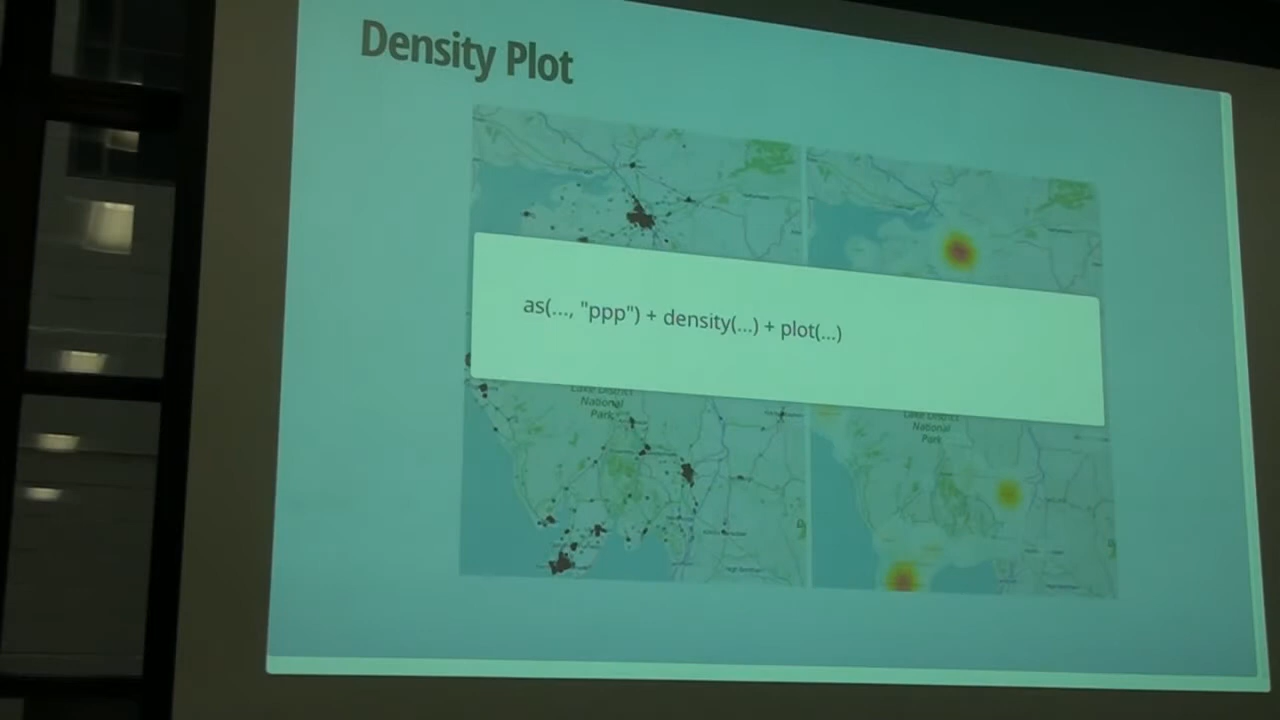 Density Plot
as(..., "ppp") + density(...) + plot(...)
Lake District
National
Park
Lake District
National
Park